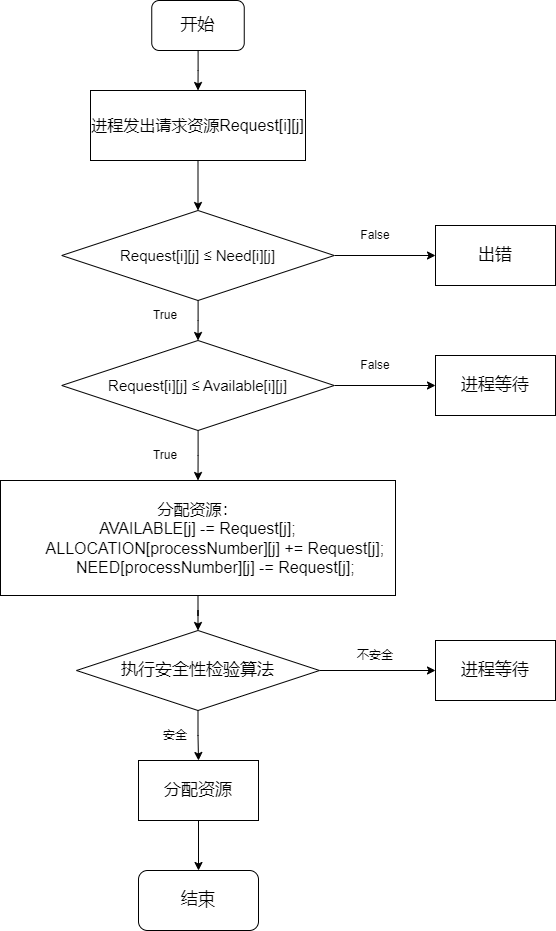 开始
进程发出请求资源Request[i][j]
Request[i][j] ≤ Need[i][j]
False
出错
True
Request[i][j] ≤ Available[i][j]
False
进程等待
True
分配资源：
AVAILABLE[j] -= Request[j];
ALLOCATION[processNumber][j] += Request[j];
NEED[processNumber][j] -= Request[j];
执行安全性检验算法
不安全
进程等待
安全
分配资源
结束